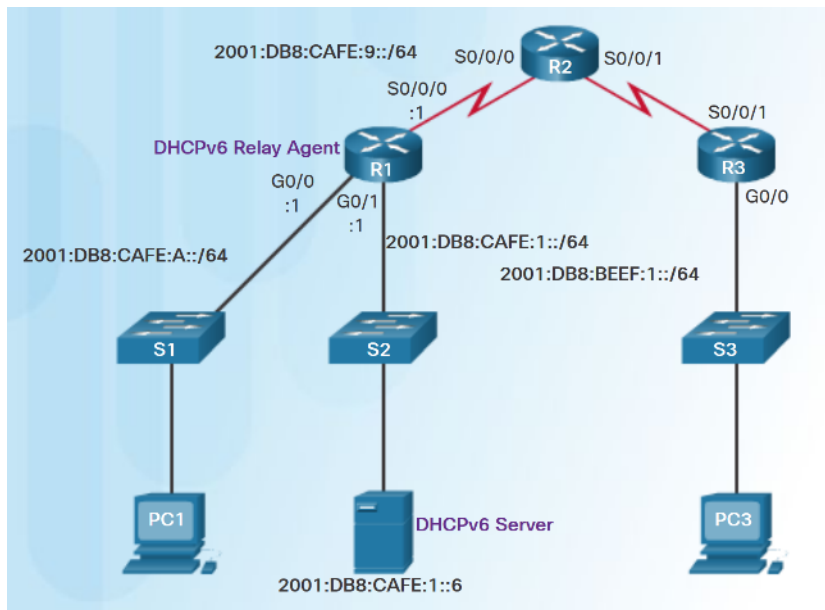 2001:DB8:CAFE:9::/64
S0/0/0
R2
S0/0/1
S0/0/0
:1
S0/0/1
DHCPv6 Relay Agent
R1
R3
G0/0
:1
G0/1
:1
G0/0
2001:DB8:CAFE:1::/64
2001:DB8:CAFE:A::/64
2001:DB8:BEEF:1::/64
S1
S2
S3
PC1
DHCPv6 Server
PC3
2001:DB8:CAFE:1::6